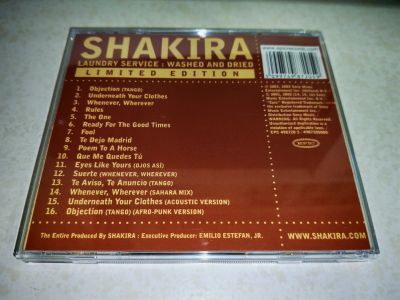 SHAKIRA
LAUNDRY SERVICE : WASHED AND DRIED
LIMITED EDITION
1. Objection (TANGO)
2. Underneath Your Clothes
3. Whenever, Wherever
4. Rules
5. The One
6. Ready For The Good Times
7. Fool
8. Te Dejo Madrid
9. Poem To A Horse
10. Que Me Quedes Tú
11. Eyes Like Yours (OJOS ASÍ)
12. Suerte (WHENEVER, WHEREVER)
13. Te Aviso, Te Anuncio (TANGO)
14. Whenever, Wherever (SAHARA MIX)
15. Underneath Your Clothes (ACOUSTIC VERSION)
16. Objection (TANGO) (AFRO-PUNK VERSION)
The Entire Produced By SHAKIRA : Executive Producer: EMILIO ESTEFAN, JR.
www.epicrecords.com
epic
WWW.SHAKIRA.COM